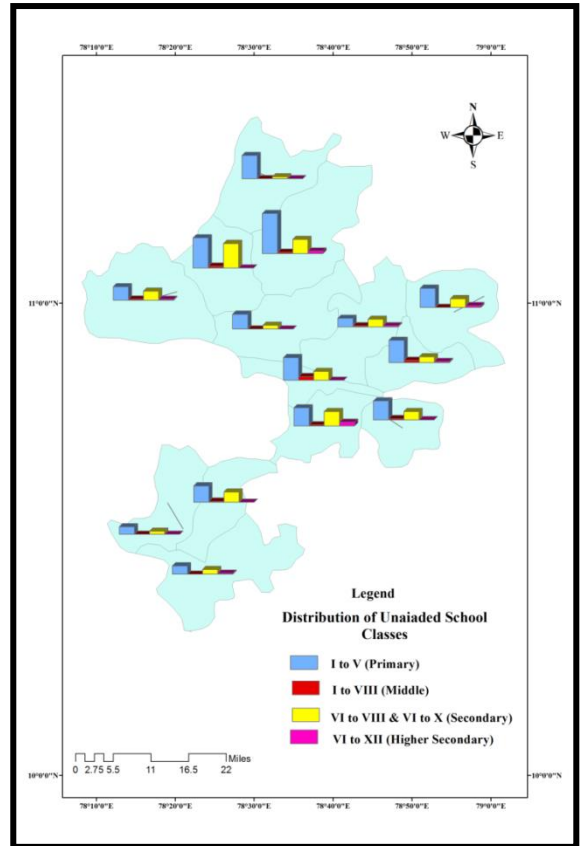 78°10'0"E 78°20'0"E 78°30'0"E 78°40'0"E 78°50'0"E 79°0'0"E
N
W E
S
11°0'0"N 11°0'0"N
Legend
Distribution of Unaiaded School
Classes
I to V (Primary)
I to VIII (Middle)
VI to VIII & VI to X (Secondary)
VI to XII (Higher Secondary)
Miles
0 2.75 5.5 11 16.5 22
10°0'0"N 10°0'0"N
78°10'0"E 78°20'0"E 78°30'0"E 78°40'0"E 78°50'0"E 79°0'0"E